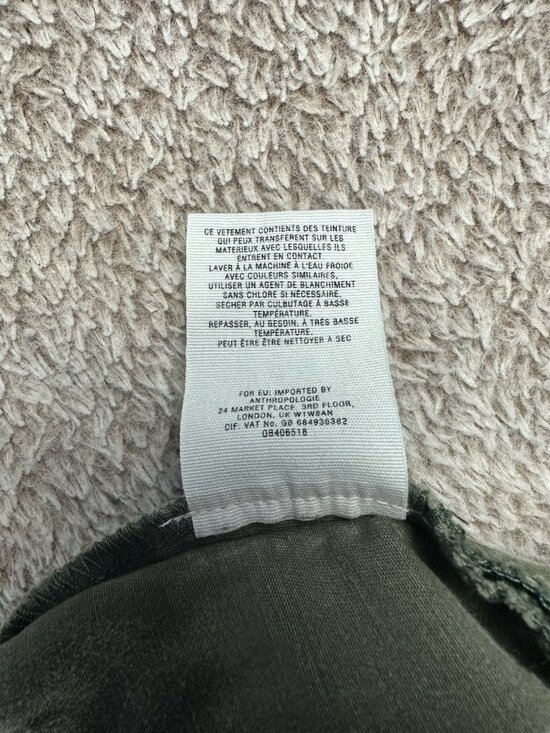 CE VETEMENT CONTIENTS DES TEINTURE
QUI PEUX TRANSFÈRENT SUR LES
MATERIEUX AVEC LESQUELLES ILS
ENTRENT EN CONTACT
LAVER À LA MACHINE À L'EAU FROIDE
AVEC COULEURS SIMILAIRES,
UTILISER UN AGENT DE BLANCHIMENT
SANS CHLORE SI NÉCESSAIRE,
SÉCHER PAR CULBUTAGE À BASSE
TEMPÉRATURE,
REPASSER, AU BESOIN, À TRÈS BASSE
TEMPÉRATURE,
PEUT ÊTRE ÊTRE NETTOYER A SEC
FOR EU: IMPORTED BY
ANTHROPOLOGIE
24 MARKET PLACE, 3RD FLOOR,
LONDON, UK W1W8AN
CIF: VAT No. GB 684936382
OB406518